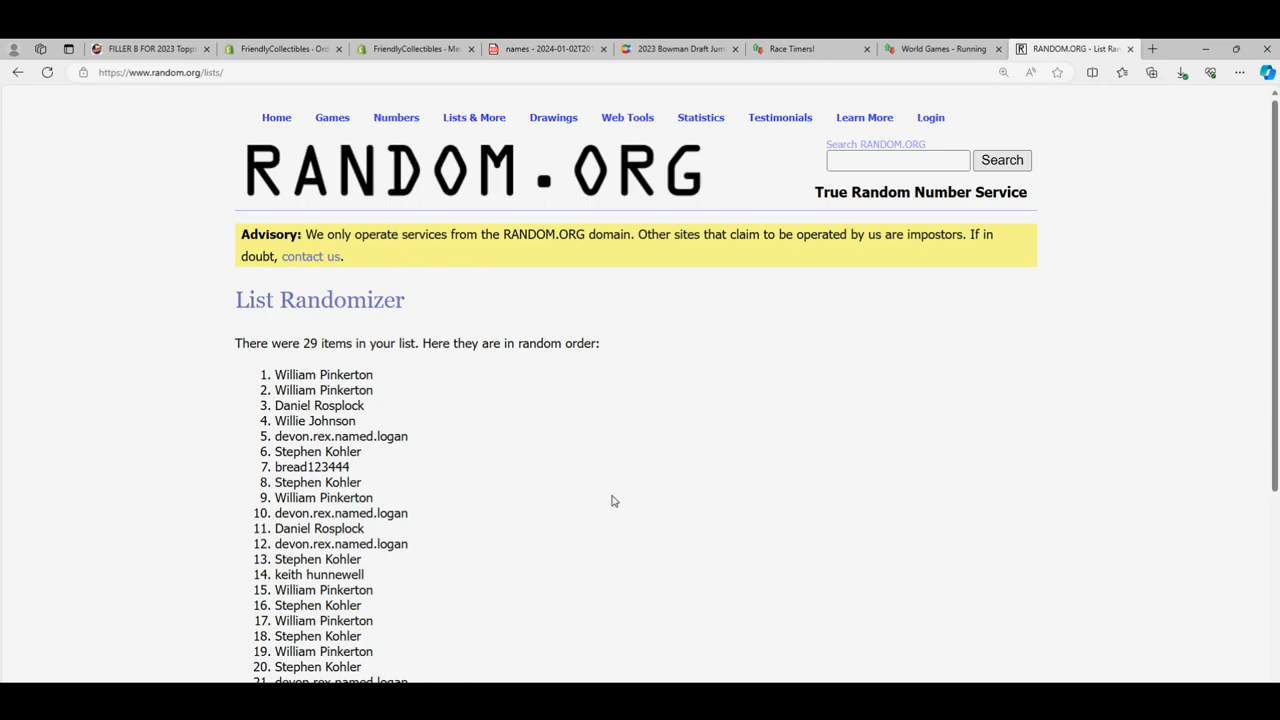 FILLER B FOR 2023 Topps
FriendlyCollectibles - Ord
FriendlyCollectibles - Me
names - 2024-01-02T201
2023 Bowman Draft Jum
Race Timers!
World Games - Running
RANDOM.ORG - List Ran
https://www.random.org/lists/
Home Games Numbers Lists & More Drawings Web Tools Statistics Testimonials Learn More Login
RANDOM.ORG
Search RANDOM.ORG
Search
True Random Number Service
Advisory: We only operate services from the RANDOM.ORG domain. Other sites that claim to be operated by us are impostors. If in
doubt, contact us.
List Randomizer
There were 29 items in your list. Here they are in random order:
1. William Pinkerton
2. William Pinkerton
3. Daniel Rosplock
4. Willie Johnson
5. devon.rex.named.logan
6. Stephen Kohler
7. bread123444
8. Stephen Kohler
9. William Pinkerton
10. devon.rex.named.logan
11. Daniel Rosplock
12. devon.rex.named.logan
13. Stephen Kohler
14. keith hunnewell
15. William Pinkerton
16. Stephen Kohler
17. William Pinkerton
18. Stephen Kohler
19. William Pinkerton
20. Stephen Kohler
21. devon.rex.named.logan